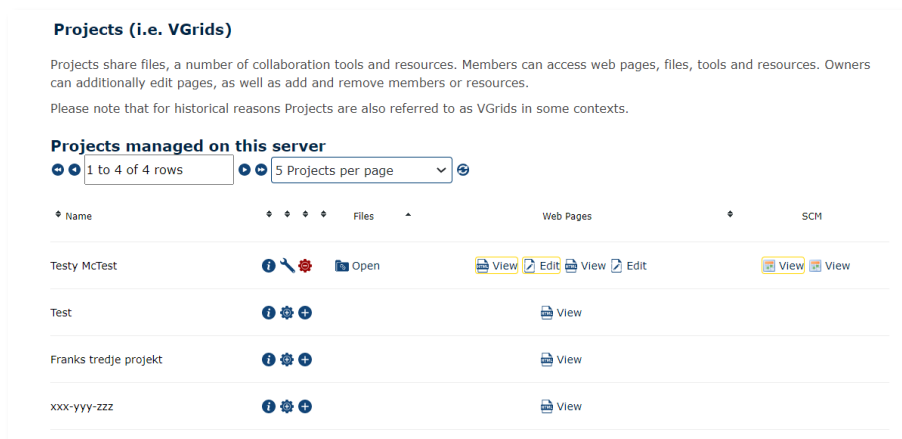 Projects (i.e. VGrids)
Projects share files, a number of collaboration tools and resources. Members can access web pages, files, tools and resources. Owners
can additionally edit pages, as well as add and remove members or resources.
Please note that for historical reasons Projects are also referred to as VGrids in some contexts.
Projects managed on this server
1 to 4 of 4 rows 5 Projects per page
Name Files Web Pages SCM
Testy McTest Open View Edit View Edit View View
Test View
Franks tredje projekt View
xxx-yyy-zzz View